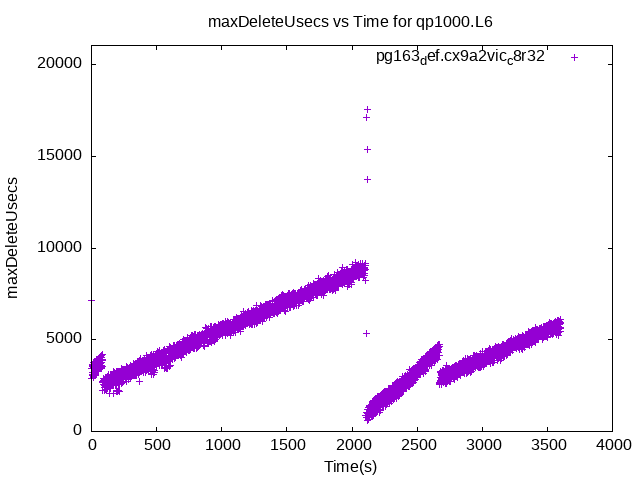 maxDeleteUsecs vs Time for qp1000.L6
pg163def.cx9a2vicc8r32
20000
15000
10000
5000
0
maxDeleteUsecs
0 500 1000 1500 2000 2500 3000 3500 4000
Time(s)